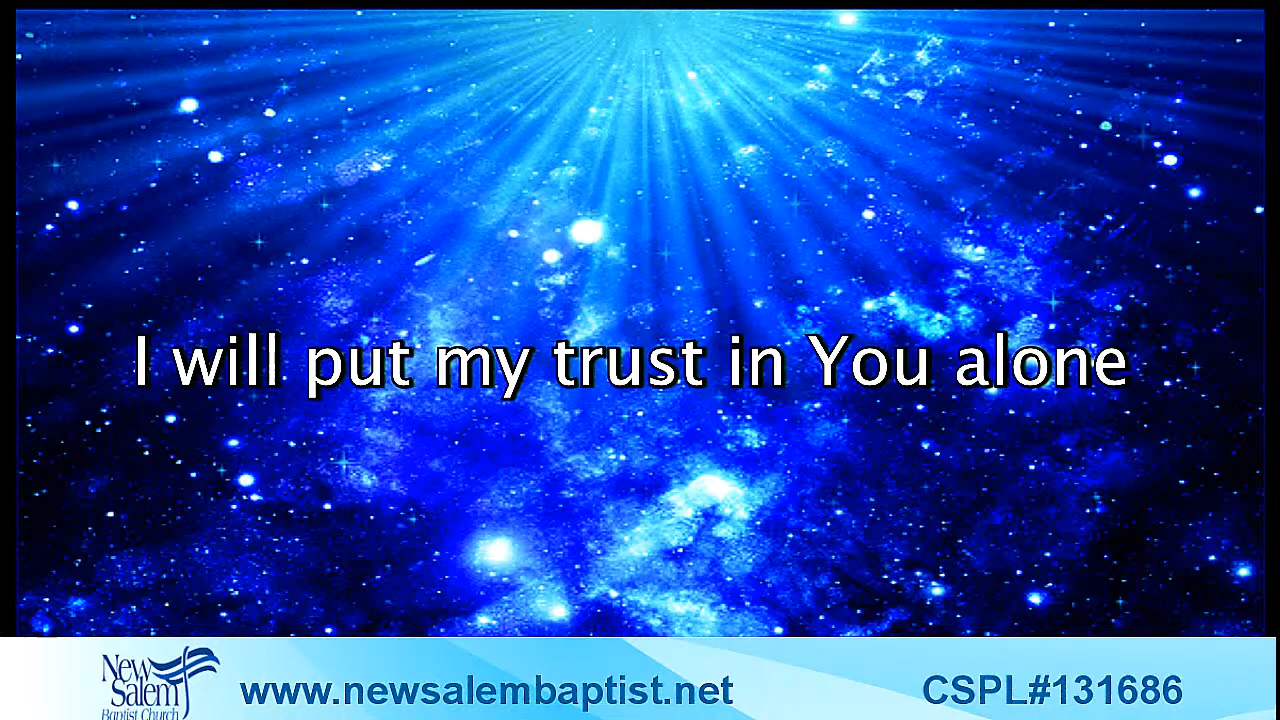 I will put my trust in You alone
New
Salem
Baptist Church
www.newsalembaptist.net
CSPL#131686